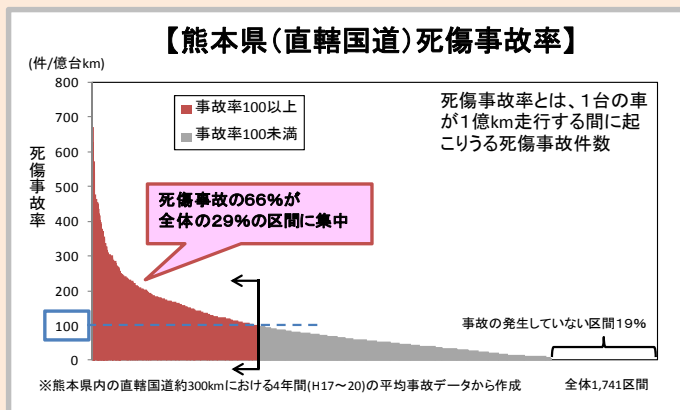 【熊本県（直轄国道）死傷事故率】
(件/億台km)
800
700
600
500
400
300
200
100
0
死傷事故率
事故率100以上
事故率100未満
死傷事故率とは、１台の車
が１億km走行する間に起
こりうる死傷事故件数
死傷事故の66%が
全体の29%の区間に集中
事故の発生していない区間19%
※熊本県内の直轄国道約300kmにおける4年間(H17～20)の平均事故データから作成
全体1,741区間